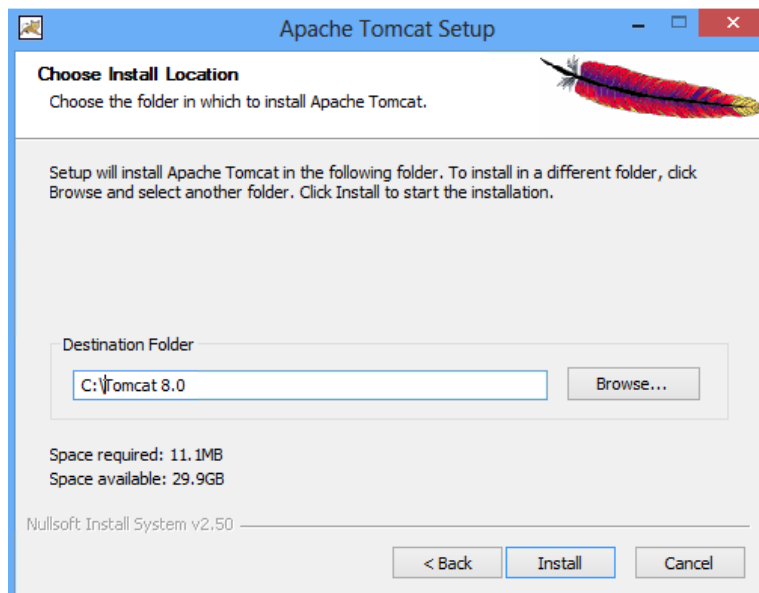 Apache Tomcat Setup
Choose Install Location
Choose the folder in which to install Apache Tomcat.
Setup will install Apache Tomcat in the following folder. To install in a different folder, click
Browse and select another folder. Click Install to start the installation.
Destination Folder
C:\Tomcat 8.0
Browse...
Space required: 11.1MB
Space available: 29.9GB
Nullsoft Install System v2.50
< Back
Install
Cancel